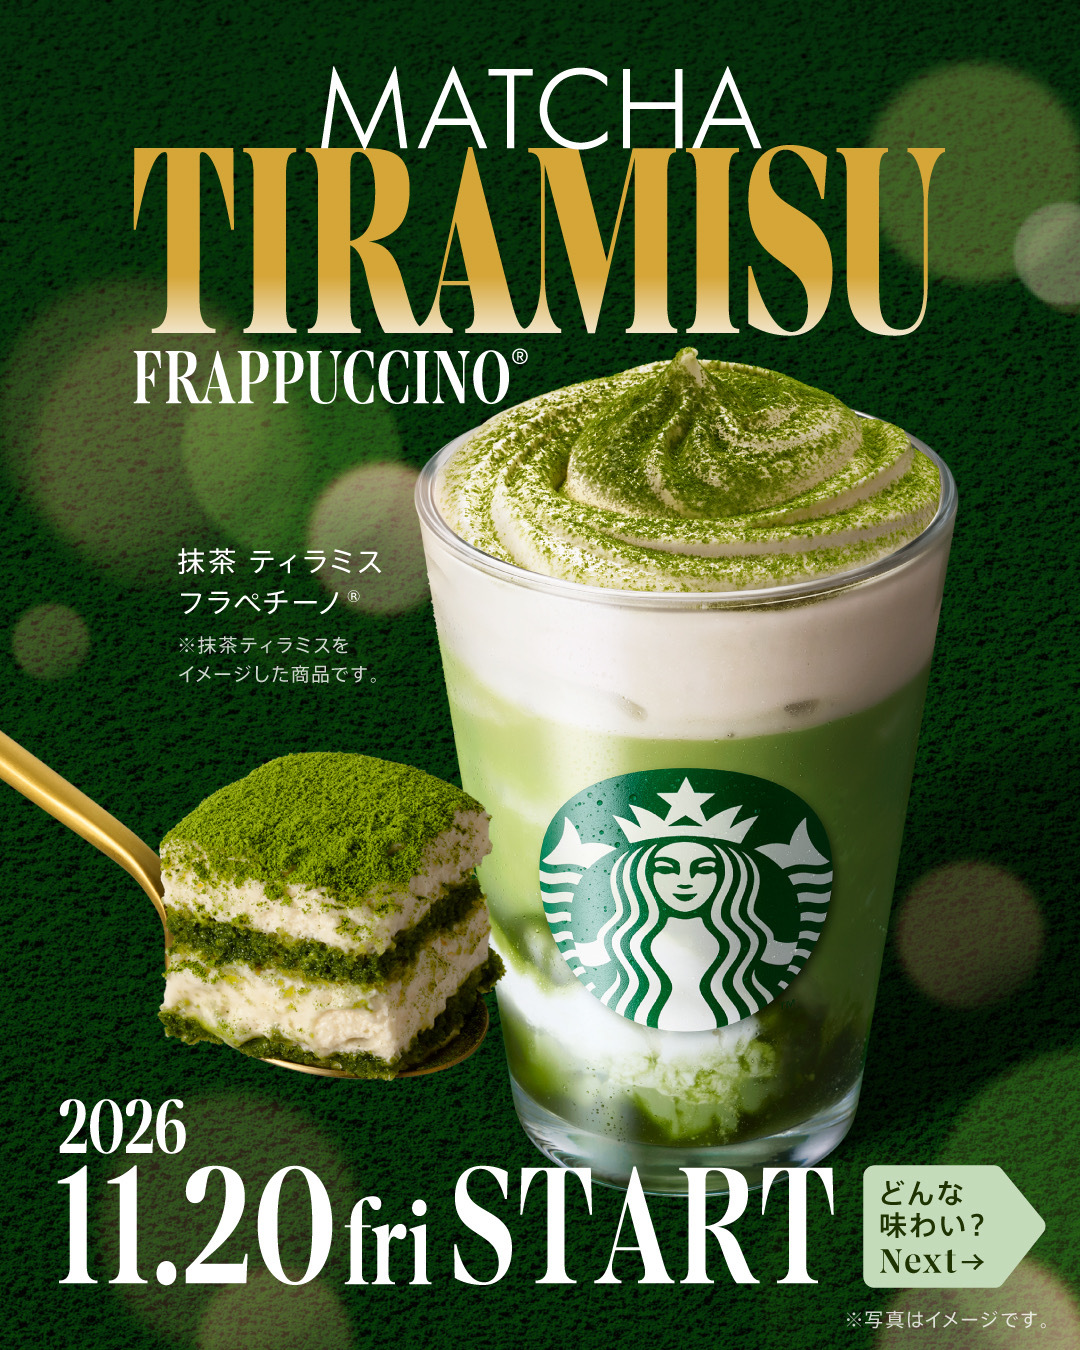 MATCHA
TIRAMISU
FRAPPUCCINO®
抹茶 ティラミス
フラペチーノ®
※抹茶ティラミスを
イメージした商品です。
2026
11.20 fri START
どんな
味わい?
Next→
※写真はイメージです。